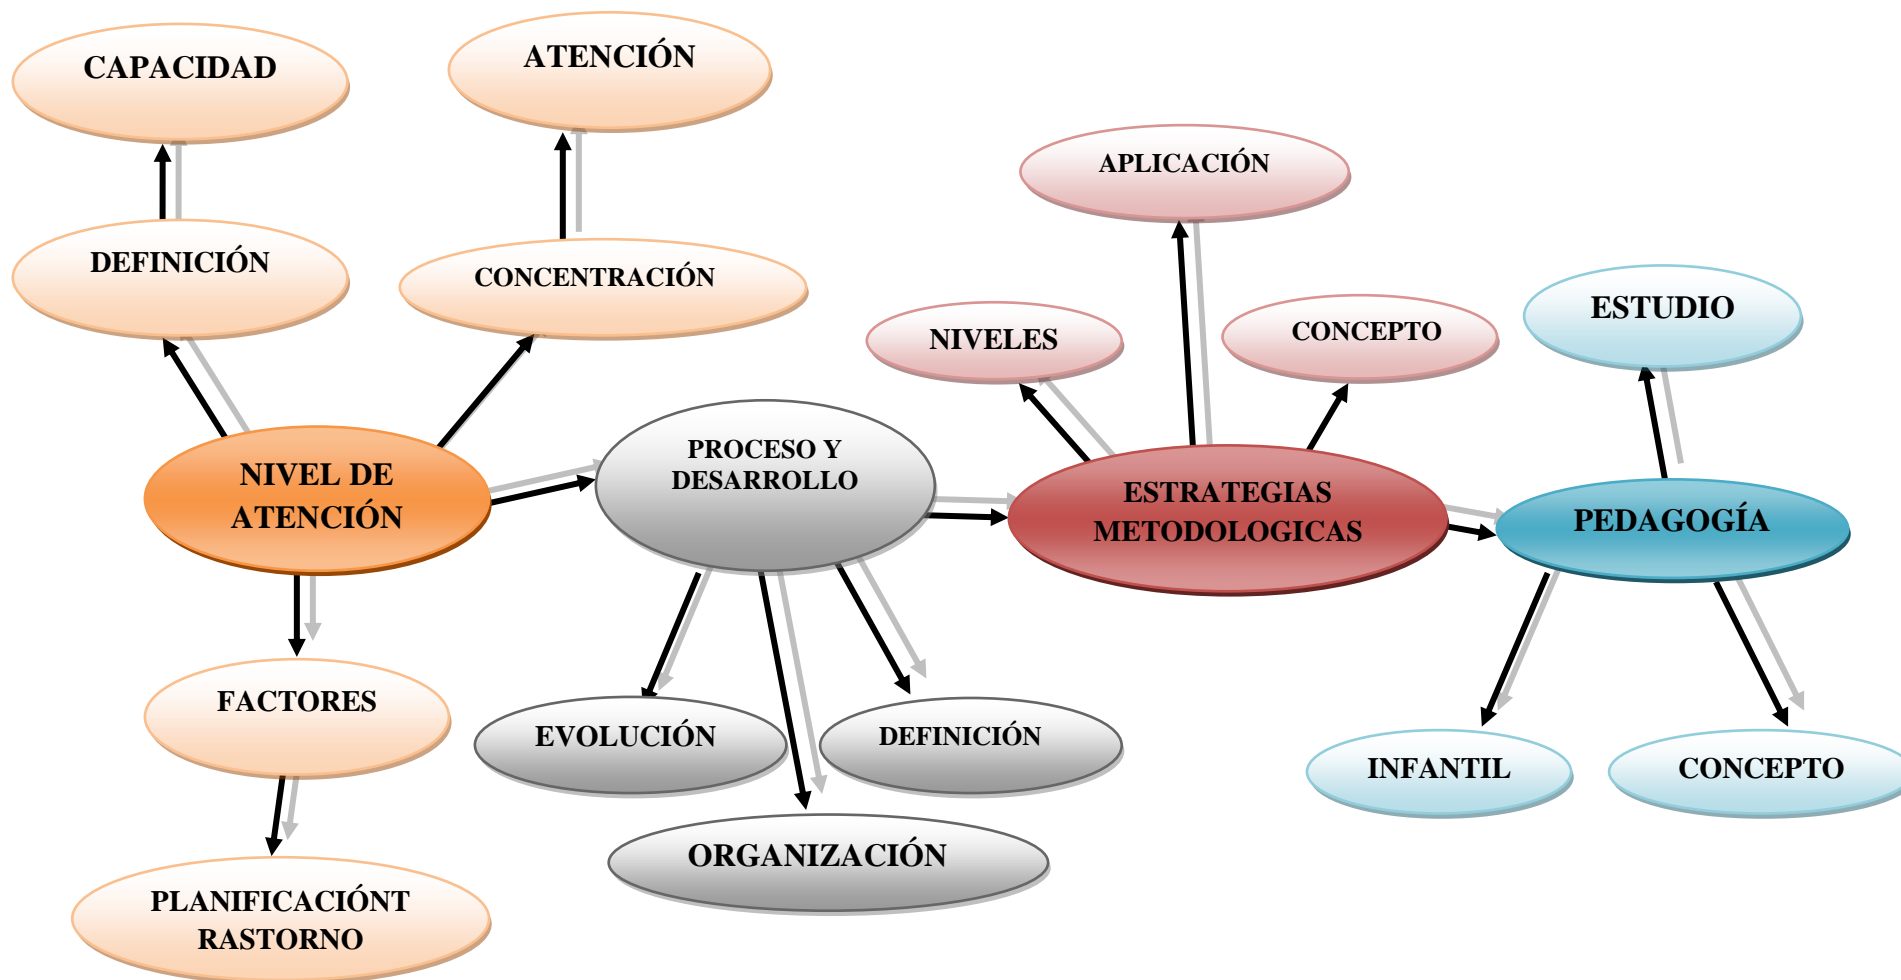 CAPACIDAD
ATENCIÓN
APLICACIÓN
DEFINICIÓN
CONCENTRACIÓN
NIVELES
CONCEPTO
ESTUDIO
NIVEL DE
ATENCIÓN
PROCESO Y
DESARROLLO
ESTRATEGIAS
METODOLOGICAS
PEDAGOGÍA
FACTORES
EVOLUCIÓN
DEFINICIÓN
INFANTIL
CONCEPTO
ORGANIZACIÓN
PLANIFICACIÓNT
RASTORNO